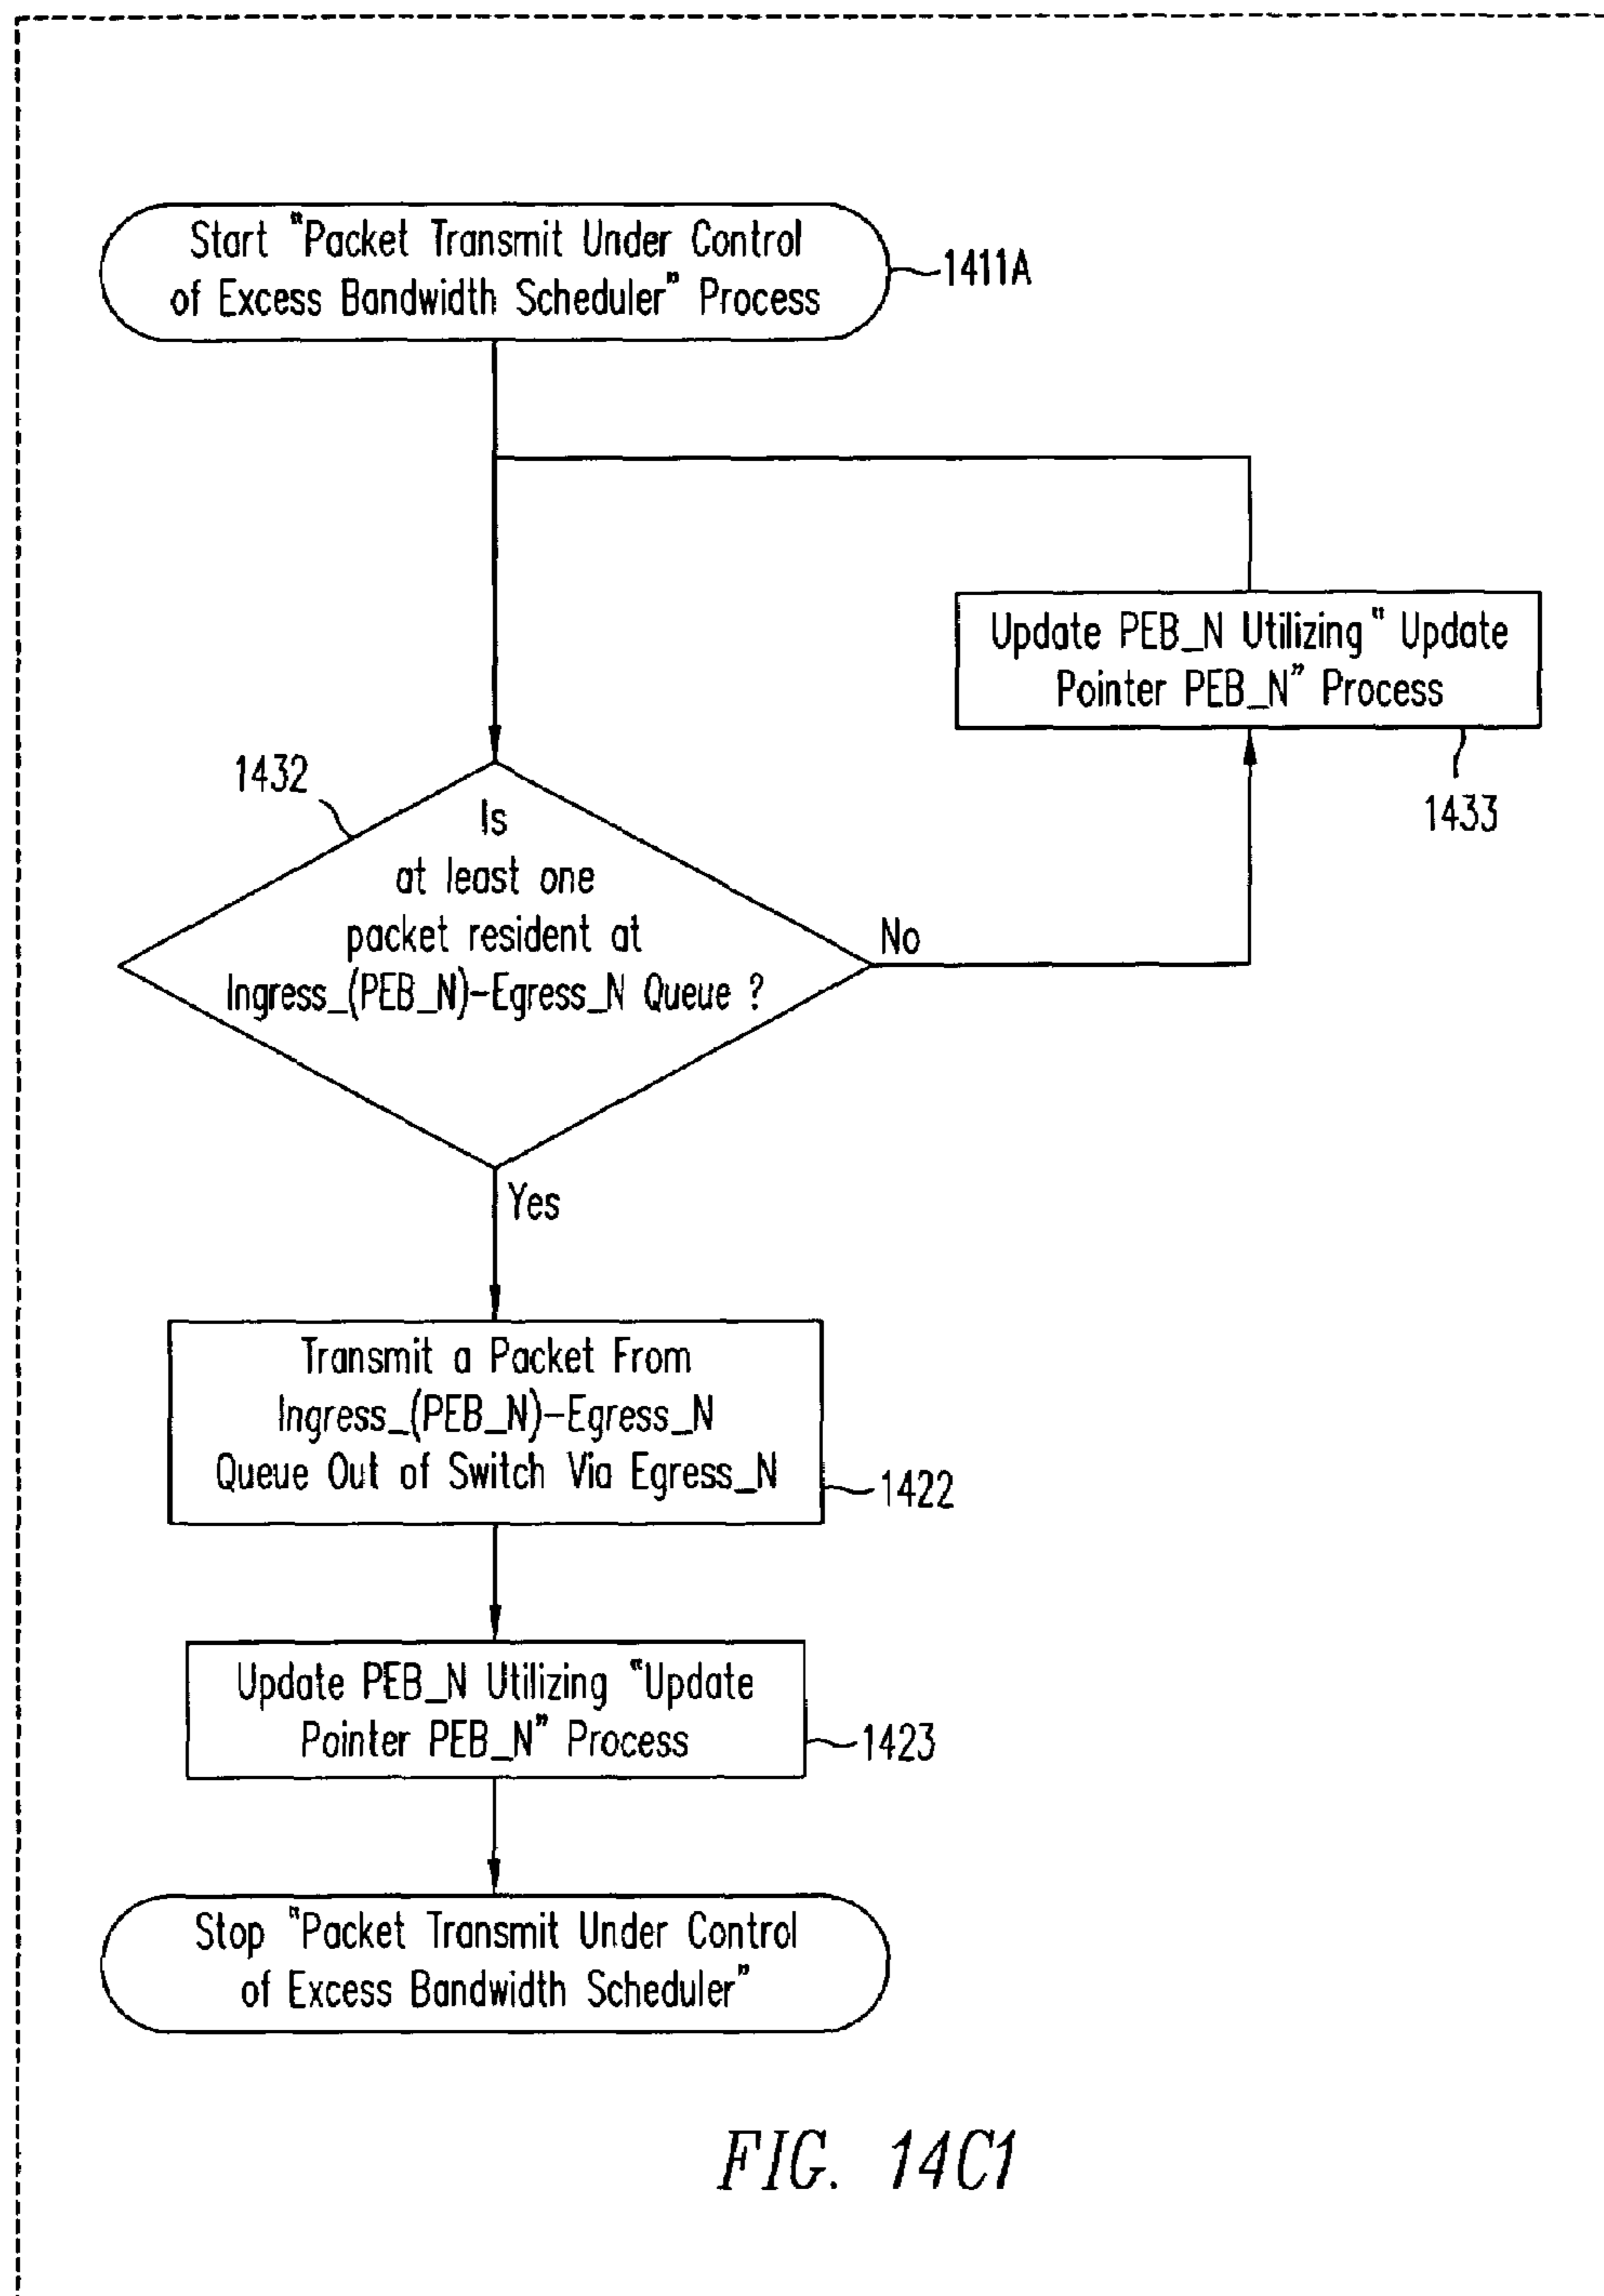 Start "Packet Transmit Under Control
of Excess Bandwidth Scheduler" Process
1411A
Update PEB_N Utilizing " Update
Pointer PEB_N" Process
1433
1432
Is
at least one
packet resident at
Ingress_(PEB_N)-Egress_N Queue ?
No
Yes
Transmit a Packet From
Ingress_(PEB_N)-Egress_N
Queue Out of Switch Via Egress_N
1422
Update PEB_N Utilizing "Update
Pointer PEB_N" Process
1423
Stop "Packet Transmit Under Control
of Excess Bandwidth Scheduler"
FIG. 14C1